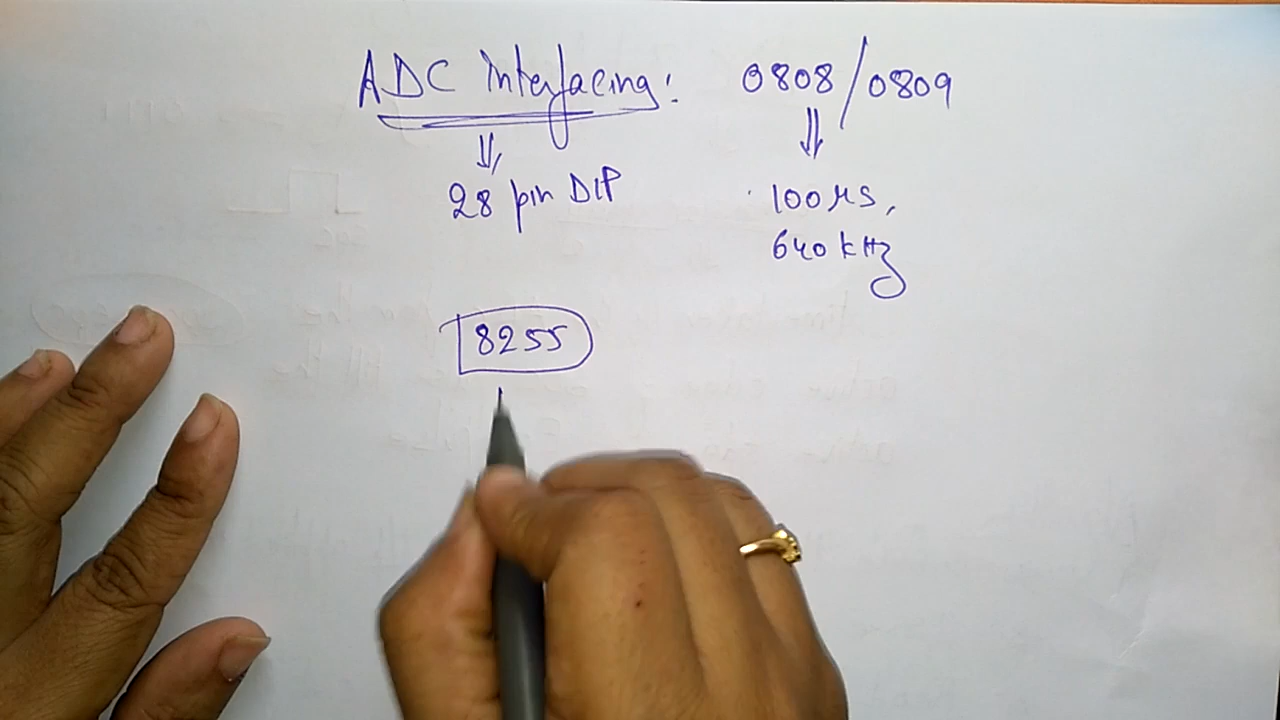 ADC Interfacing: 0808/0809
28 pin DIP
100 μs,
640 kHz
8255